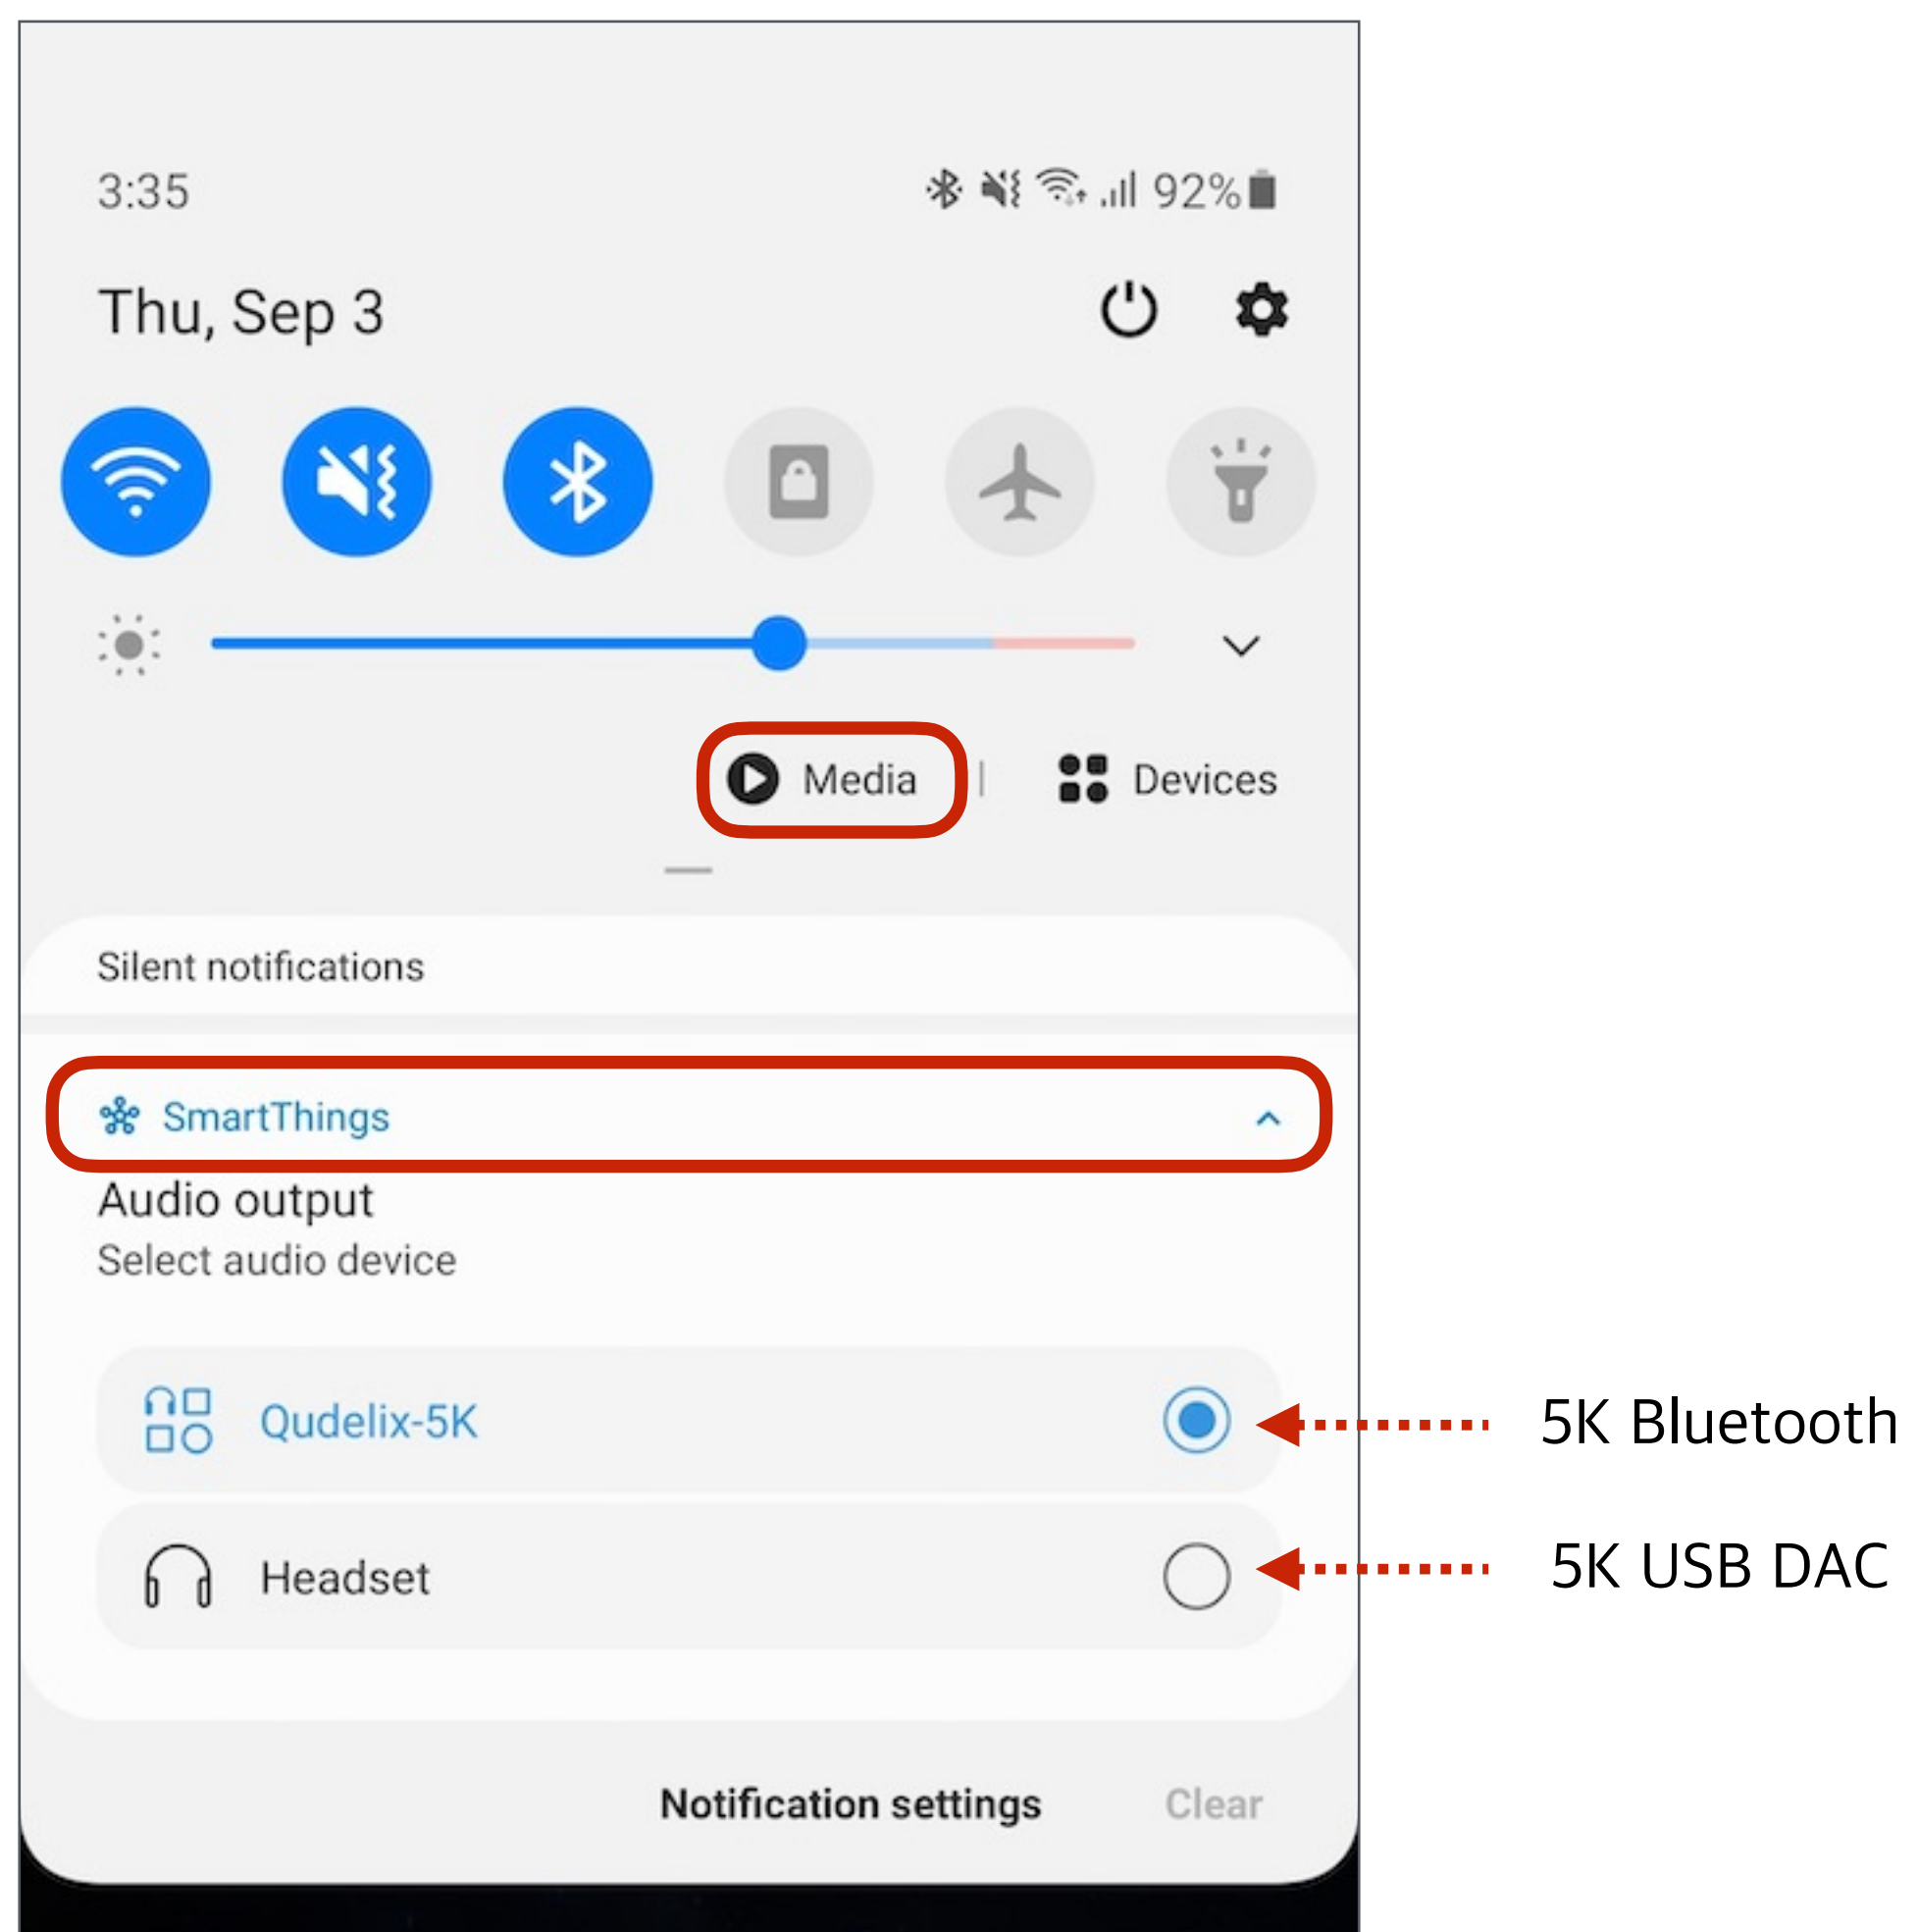 3:35 92%
Thu, Sep 3
Media | Devices
Silent notifications
SmartThings
Audio output
Select audio device
Qudelix-5K
5K Bluetooth
Headset
5K USB DAC
Notification settings Clear